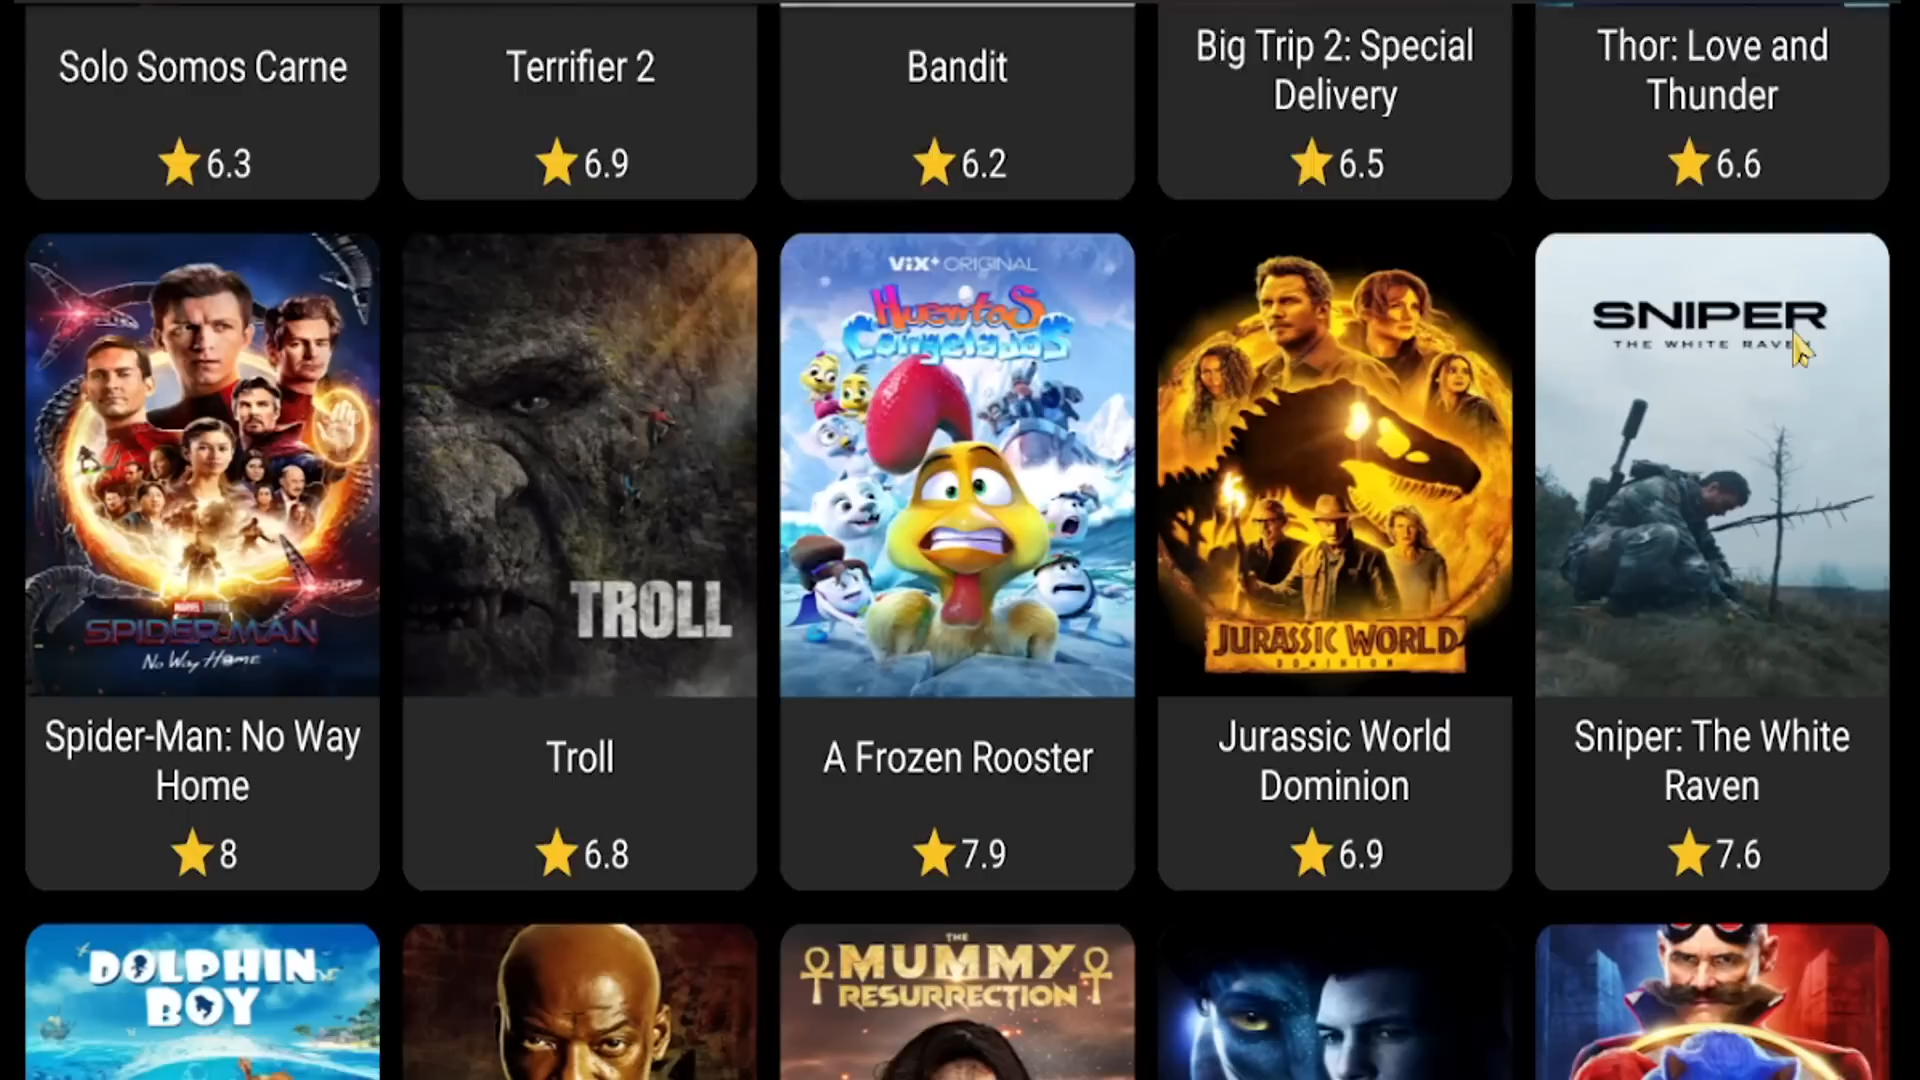 Solo Somos Carne
Terrifier 2
Bandit
Big Trip 2: Special
Delivery
Thor: Love and
Thunder
6.3
6.9
6.2
6.5
6.6
MARVEL STUDIOS
SPIDER-MAN
No Way Home
TROLL
ViX+ ORIGINAL
Huevitos
Congelados
JURASSIC WORLD
DOMINION
SNIPER
THE WHITE RAVEN
Spider-Man: No Way
Home
Troll
A Frozen Rooster
Jurassic World
Dominion
Sniper: The White
Raven
8
6.8
7.9
6.9
7.6
DOLPHIN
BOY
THE
MUMMY
RESURRECTION